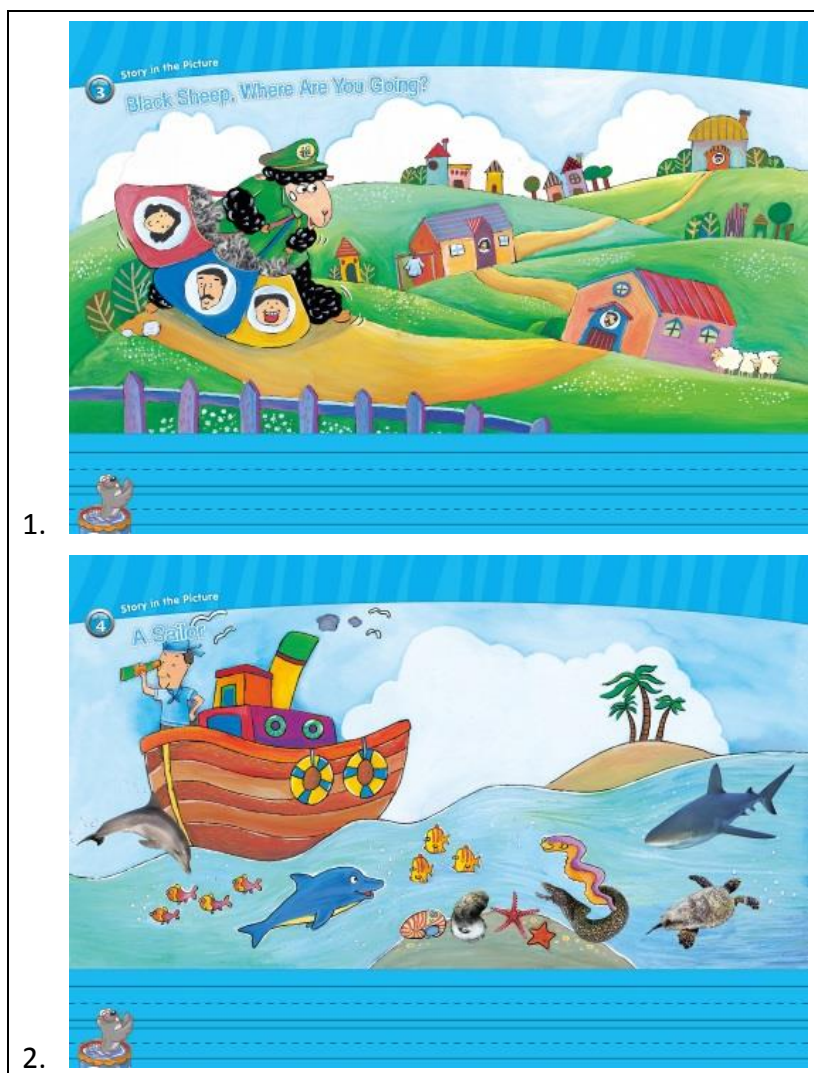 3
Story in the Picture
Black Sheep, Where Are You Going?
1.
4
Story in the Picture
A Sailor
2.